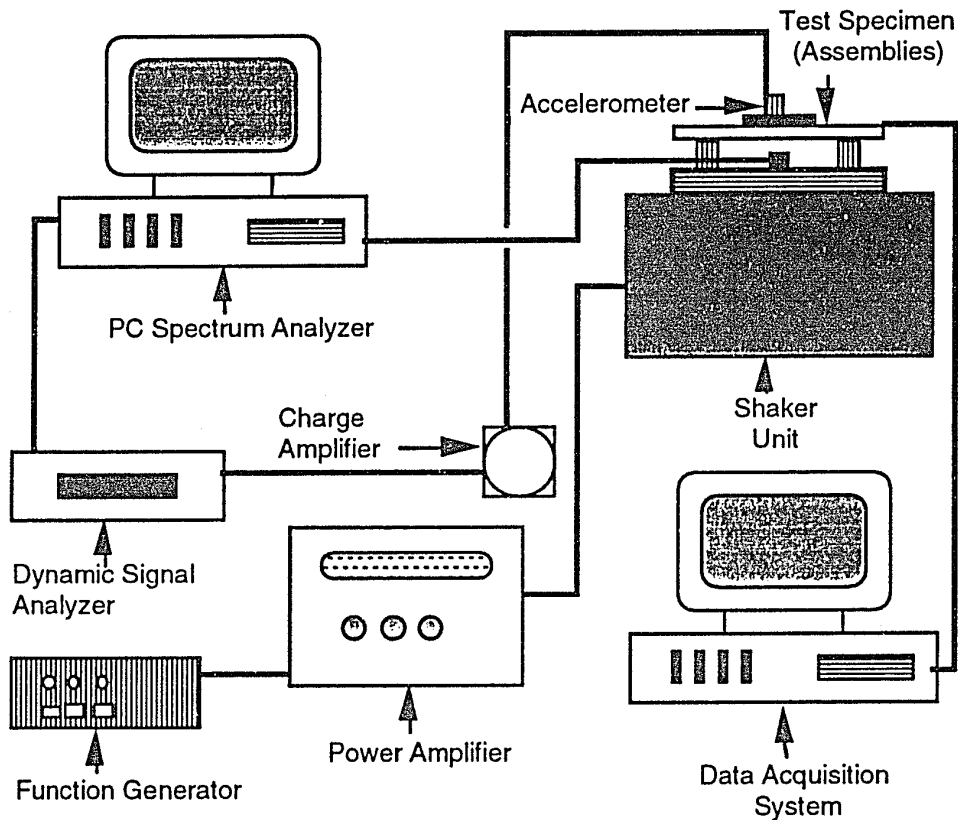 Test Specimen
(Assemblies)
Accelerometer
PC Spectrum Analyzer
Charge
Amplifier
Shaker
Unit
Dynamic Signal
Analyzer
Power Amplifier
Function Generator
Data Acquisition
System